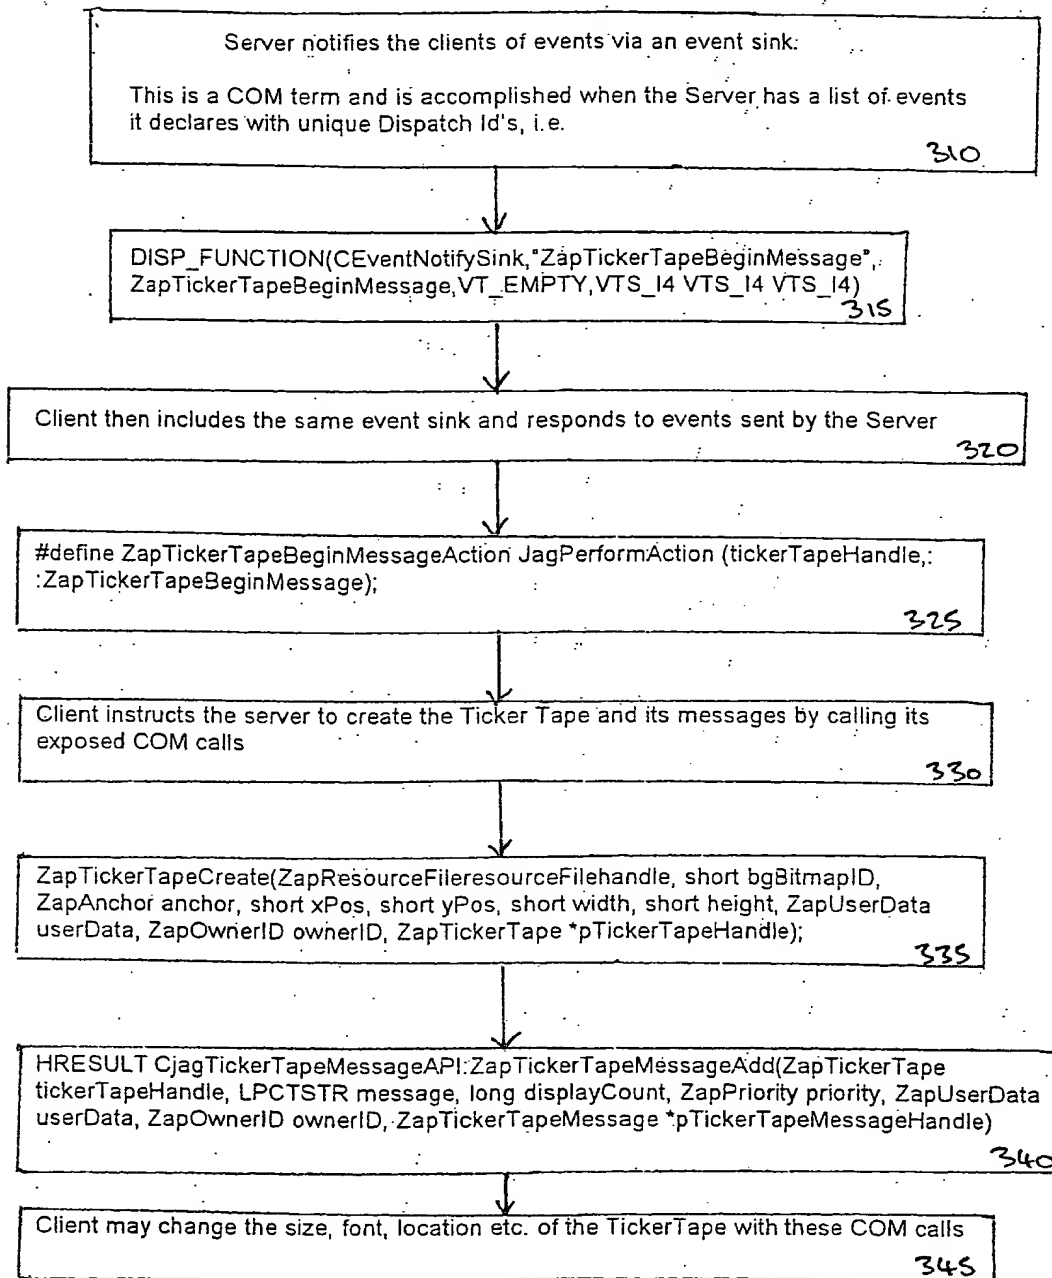 Server notifies the clients of events via an event sink:
This is a COM term and is accomplished when the Server has a list of events
it declares with unique Dispatch Id's, i.e.
310
DISP_FUNCTION(CEventNotifySink,"ZapTickerTapeBeginMessage",
ZapTickerTapeBeginMessage,VT_EMPTY,VTS_I4 VTS_I4 VTS_I4)
315
Client then includes the same event sink and responds to events sent by the Server
320
#define ZapTickerTapeBeginMessageAction JagPerformAction (tickerTapeHandle,:
:ZapTickerTapeBeginMessage);
325
Client instructs the server to create the Ticker Tape and its messages by calling its
exposed COM calls
330
ZapTickerTapeCreate(ZapResourceFileresourceFilehandle, short bgBitmapID,
ZapAnchor anchor, short xPos, short yPos, short width, short height, ZapUserData
userData, ZapOwnerID ownerID, ZapTickerTape *pTickerTapeHandle);
335
HRESULT CjagTickerTapeMessageAPI:ZapTickerTapeMessageAdd(ZapTickerTape
tickerTapeHandle, LPCTSTR message, long displayCount, ZapPriority priority, ZapUserData
userData, ZapOwnerID ownerID, ZapTickerTapeMessage *pTickerTapeMessageHandle)
340
Client may change the size, font, location etc. of the TickerTape with these COM calls
345